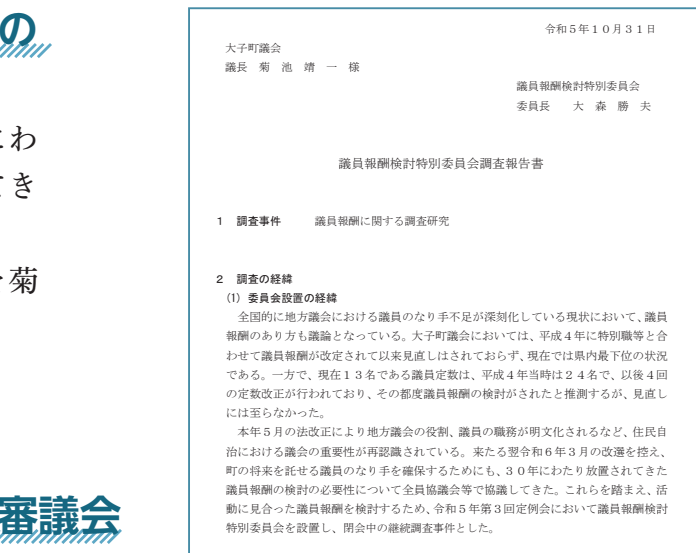 の
にわ
てき
菊
審議会
令和5年10月31日
大子町議会
議長　菊　池　靖　一　様
議員報酬検討特別委員会
委員長　　大　森　勝　夫
議員報酬検討特別委員会調査報告書
1　調査事件　　議員報酬に関する調査研究
2　調査の経緯
(1) 委員会設置の経緯
全国的に地方議会における議員のなり手不足が深刻化している現状において、議員
報酬のあり方も議論となっている。大子町議会においては、平成4年に特別職等と合
わせて議員報酬が改定されて以来見直しはされておらず、現在では県内最下位の状況
である。一方で、現在13名である議員定数は、平成4年当時は24名で、以後4回
の定数改正が行われており、その都度議員報酬の検討がされたと推測するが、見直し
には至らなかった。
本年5月の法改正により地方議会の役割、議員の職務が明文化されるなど、住民自
治における議会の重要性が再認識されている。来たる翌令和6年3月の改選を控え、
町の将来を託せる議員のなり手を確保するためにも、30年にわたり放置されてきた
議員報酬の検討の必要性について全員協議会等で協議してきた。これらを踏まえ、活
動に見合った議員報酬を検討するため、令和5年第3回定例会において議員報酬検討
特別委員会を設置し、閉会中の継続調査事件とした。